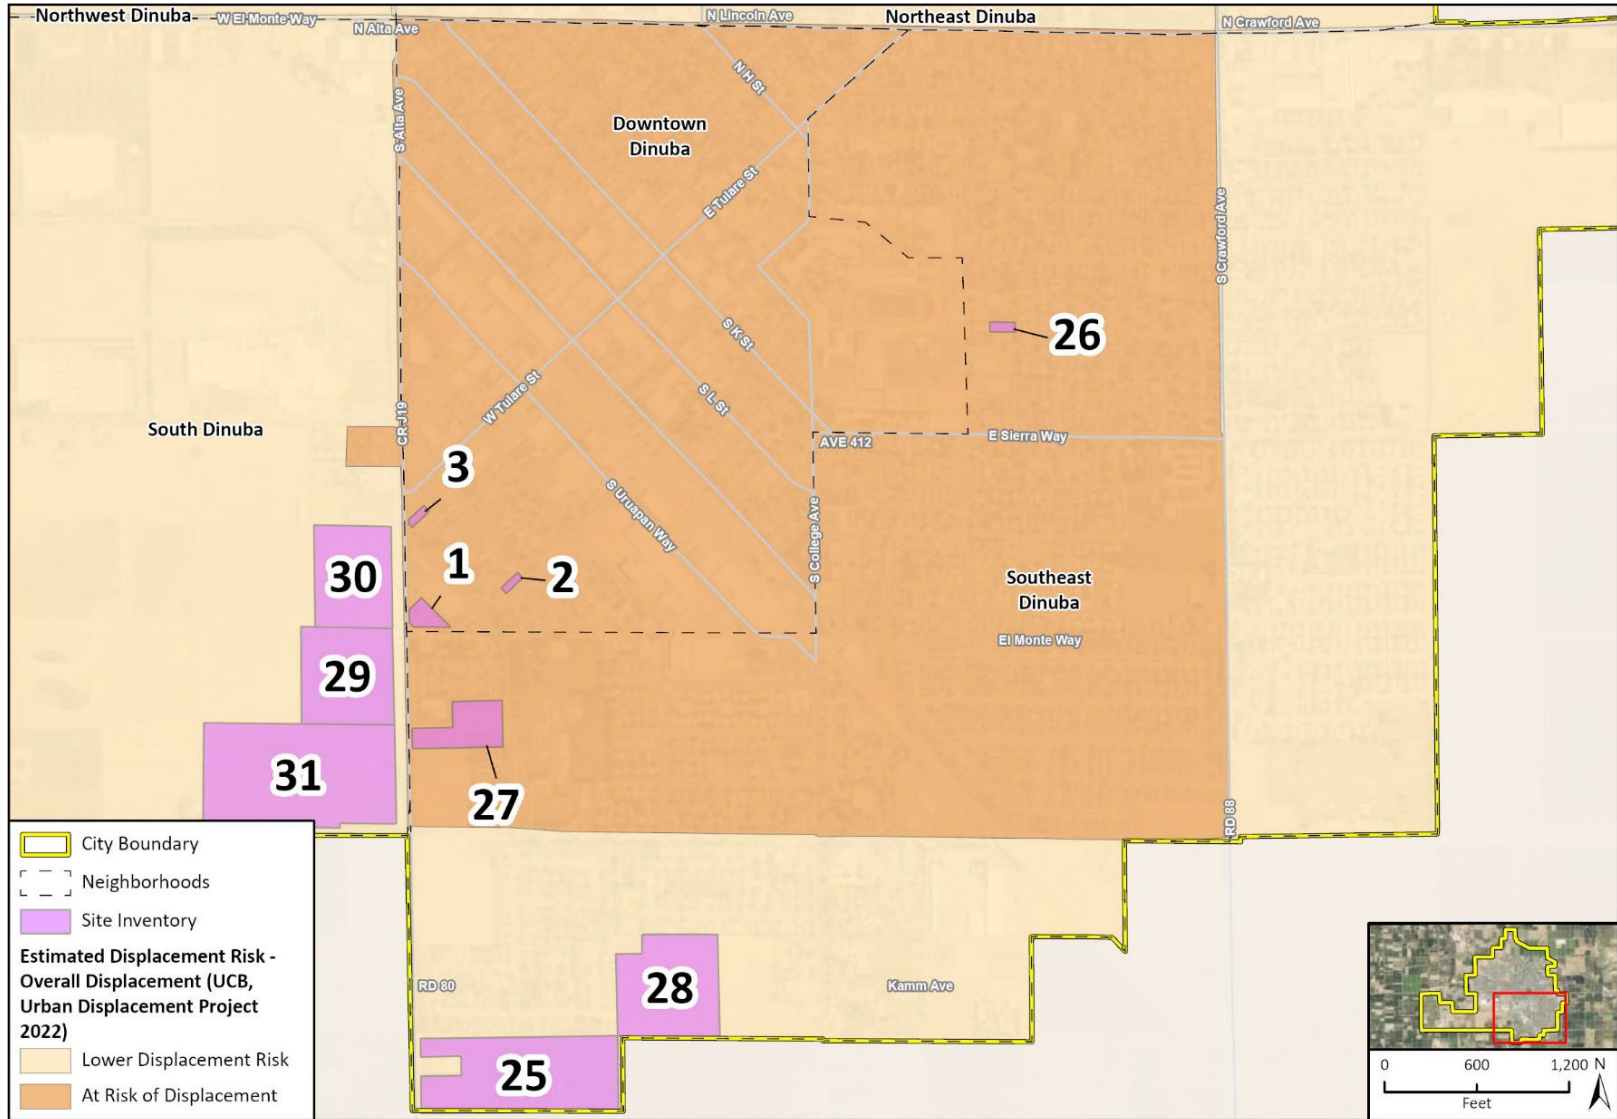 Northwest Dinuba
W El Monte Way
N Alta Ave
N Lincoln Ave
Northeast Dinuba
N Crawford Ave
N H St
S Alta Ave
Downtown
Dinuba
E Tulare St
S Crawford Ave
S K St
26
S L St
W Tulare St
CR J19
South Dinuba
AVE 412
E Sierra Way
3
S Uruapan Way
S College Ave
30
1
2
Southeast
Dinuba
El Monte Way
29
31
27
RD 88
RD 80
28
Kamm Ave
25
City Boundary
Neighborhoods
Site Inventory
Estimated Displacement Risk -
Overall Displacement (UCB,
Urban Displacement Project
2022)
Lower Displacement Risk
At Risk of Displacement
0 600 1,200 N
Feet